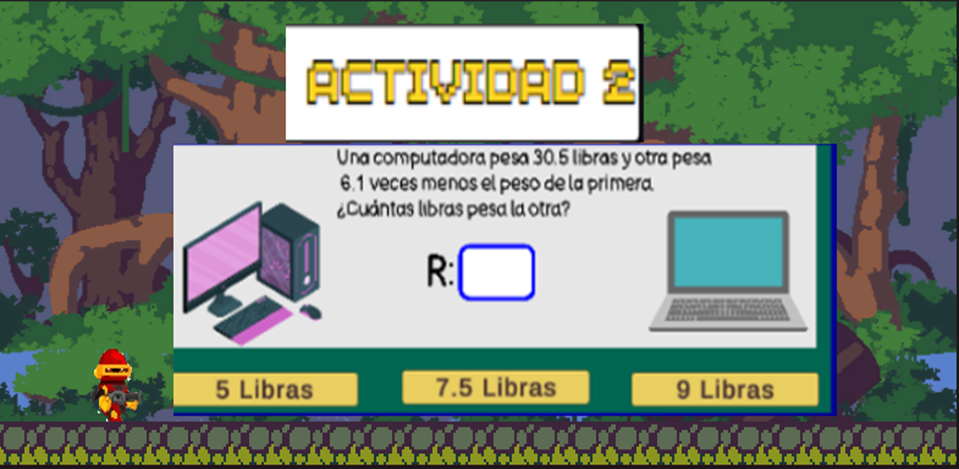 ACTIVIDAD 2
Una computadora pesa 30.5 libras y otra pesa
6.1 veces menos el peso de la primera.
¿Cuántas libras pesa la otra?
R:
5 Libras
7.5 Libras
9 Libras